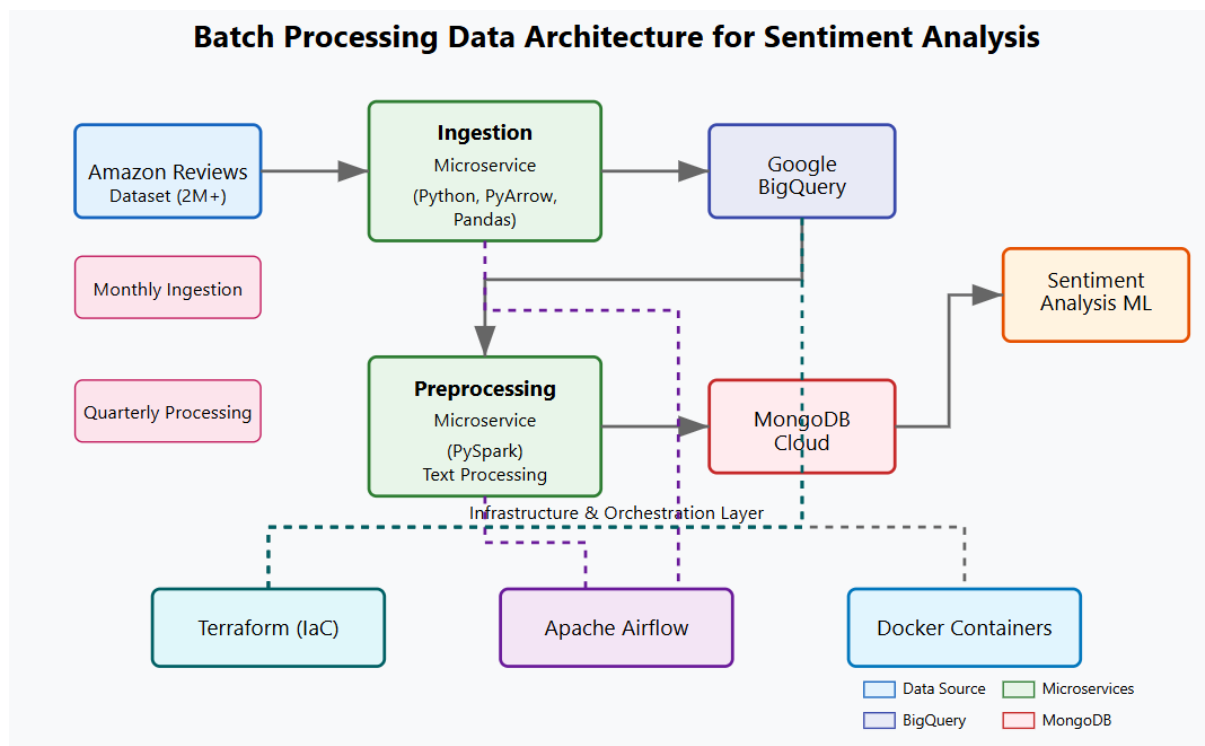 Batch Processing Data Architecture for Sentiment Analysis
Amazon Reviews
Dataset (2M+)
Ingestion
Microservice
(Python, PyArrow,
Pandas)
Google
BigQuery
Monthly Ingestion
Sentiment
Analysis ML
Quarterly Processing
Preprocessing
Microservice
(PySpark)
Text Processing
MongoDB
Cloud
Infrastructure & Orchestration Layer
Terraform (IaC)
Apache Airflow
Docker Containers
Data Source
Microservices
BigQuery
MongoDB